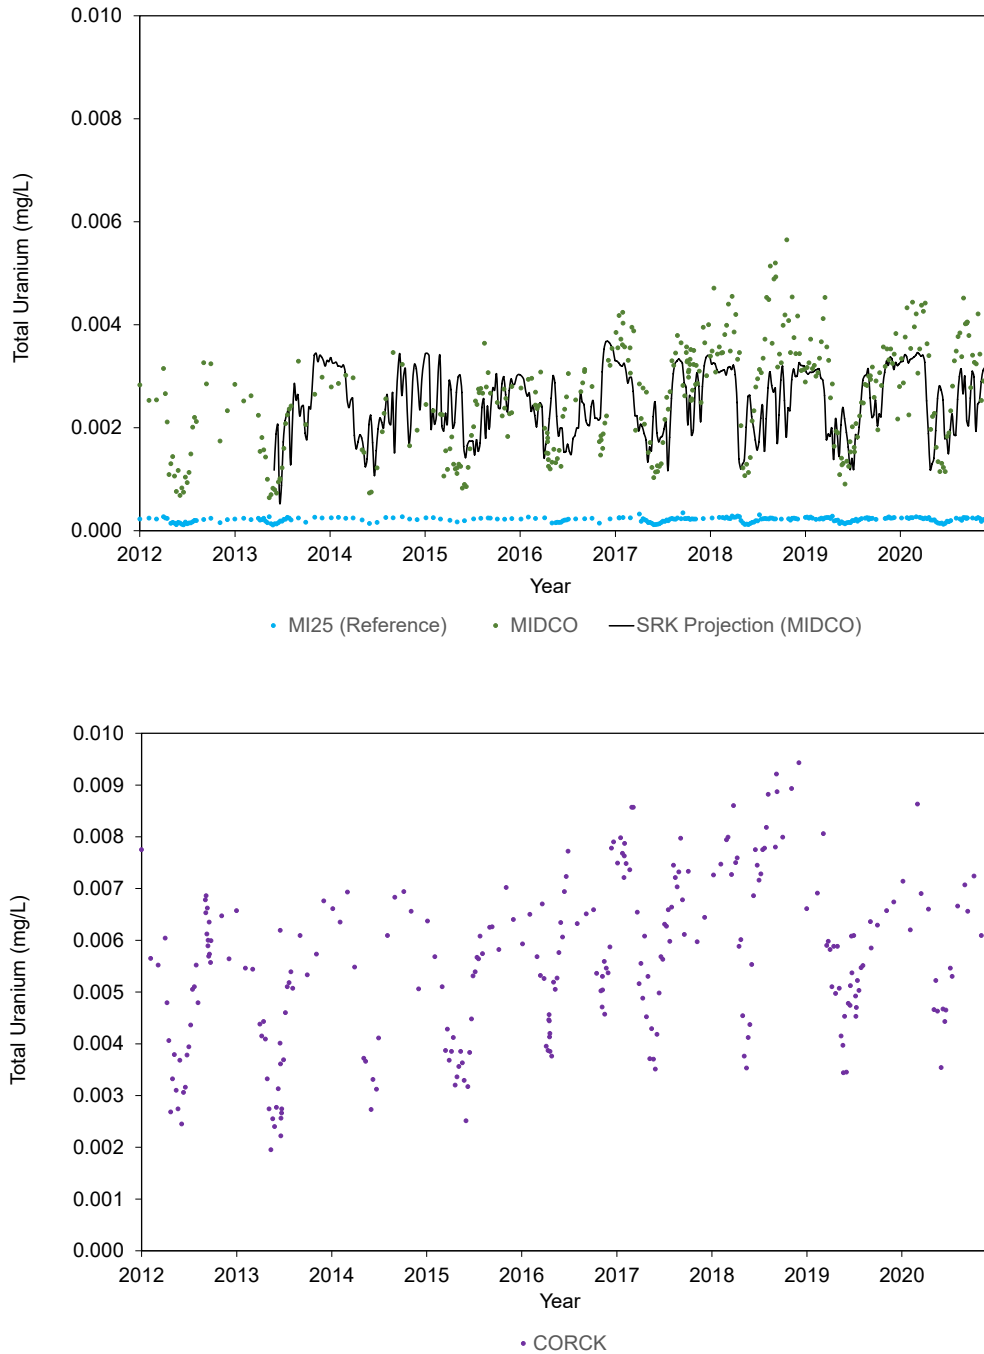 0.010
0.008
0.006
0.004
0.002
0.000
Total Uranium (mg/L)
2012 2013 2014 2015 2016 2017 2018 2019 2020
Year
MI25 (Reference) MIDCO SRK Projection (MIDCO)
0.010
0.009
0.008
0.007
0.006
0.005
0.004
0.003
0.002
0.001
0.000
Total Uranium (mg/L)
2012 2013 2014 2015 2016 2017 2018 2019 2020
Year
CORCK